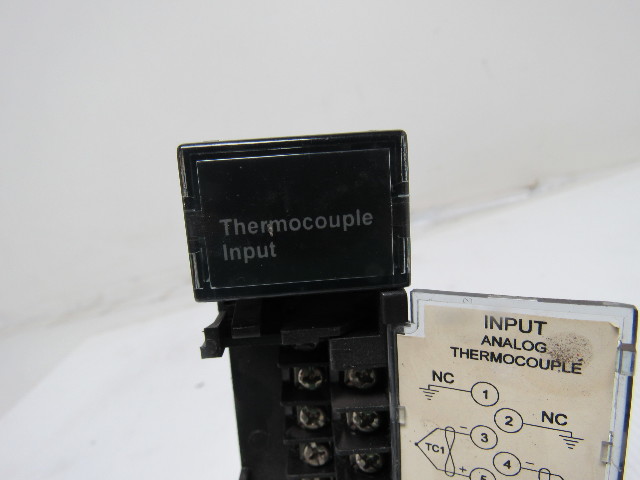 Thermocouple
Input
INPUT
ANALOG
THERMOCOUPLE
NC
1
2 NC
3
TC1 - 
4 -
+